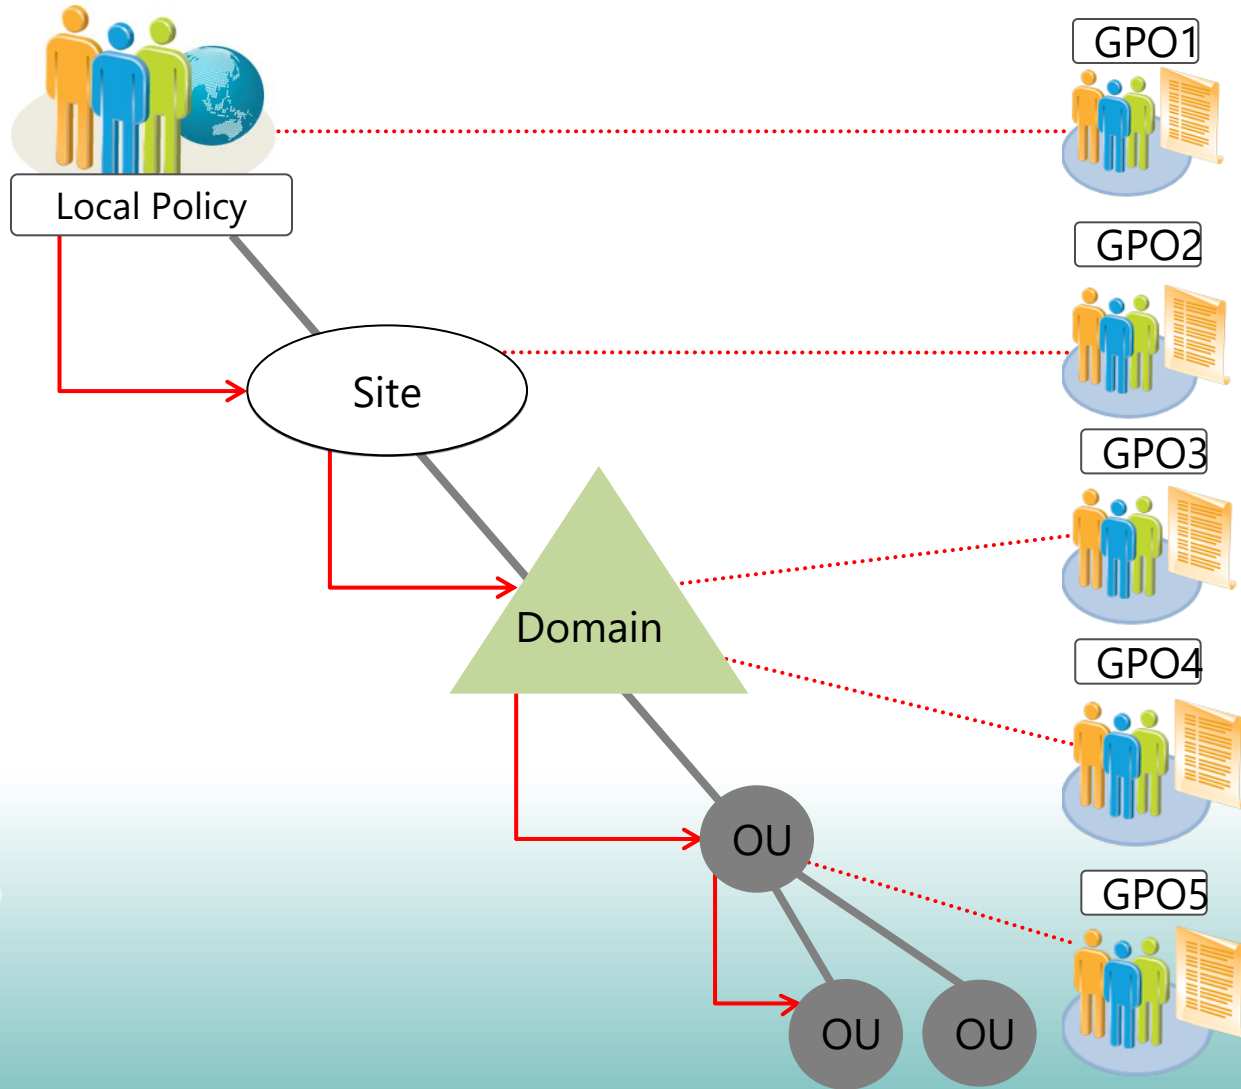 GPO1
Local Policy
GPO2
Site
GPO3
Domain
GPO4
OU
GPO5
OU
OU